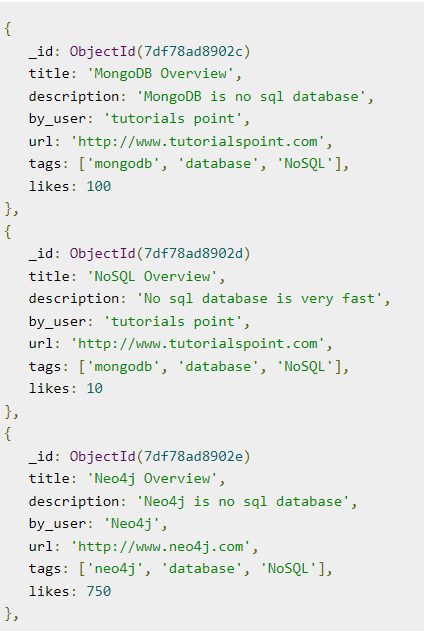 {
   _id: ObjectId(7df78ad8902c)
   title: 'MongoDB Overview',
   description: 'MongoDB is no sql database',
   by_user: 'tutorials point',
   url: 'http://www.tutorialspoint.com',
   tags: ['mongodb', 'database', 'NoSQL'],
   likes: 100
},
{
   _id: ObjectId(7df78ad8902d)
   title: 'NoSQL Overview',
   description: 'No sql database is very fast',
   by_user: 'tutorials point',
   url: 'http://www.tutorialspoint.com',
   tags: ['mongodb', 'database', 'NoSQL'],
   likes: 10
},
{
   _id: ObjectId(7df78ad8902e)
   title: 'Neo4j Overview',
   description: 'Neo4j is no sql database',
   by_user: 'Neo4j',
   url: 'http://www.neo4j.com',
   tags: ['neo4j', 'database', 'NoSQL'],
   likes: 750
},